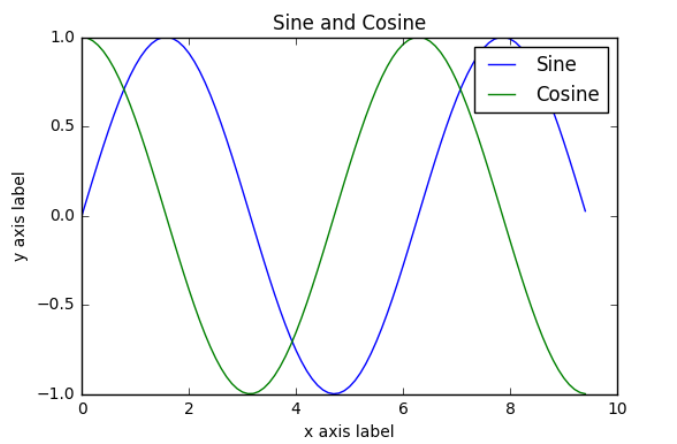 Sine and Cosine
Sine
Cosine
1.0
0.5
0.0
−0.5
−1.0
y axis label
0 2 4 6 8 10
x axis label